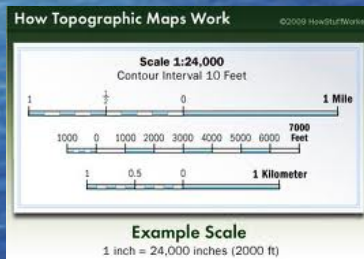 How Topographic Maps Work ©2009 HowStuffWorks
Scale 1:24,000
Contour Interval 10 Feet
1 ½ 0 1 Mile
1000 0 1000 2000 3000 4000 5000 6000 7000 Feet
1 0.5 0 1 Kilometer
Example Scale
1 inch = 24,000 inches (2000 ft)